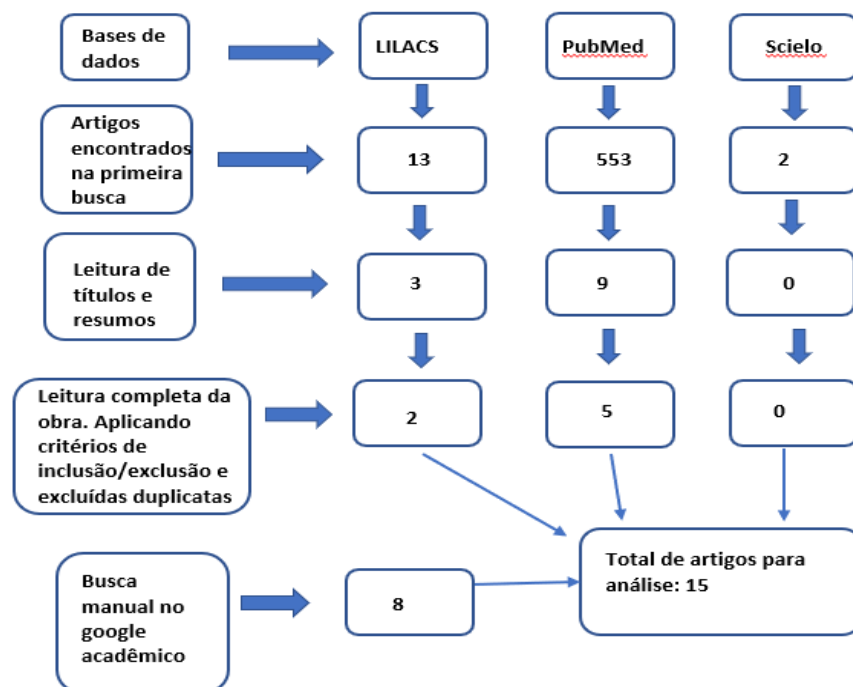 Bases de
dados
LILACS
PubMed
Scielo
Artigos
encontrados
na primeira
busca
13
553
2
Leitura de
títulos e
resumos
3
9
0
Leitura completa da
obra. Aplicando
critérios de
inclusão/exclusão e
excluídas duplicatas
2
5
0
Busca
manual no
google
acadêmico
8
Total de artigos para
análise: 15